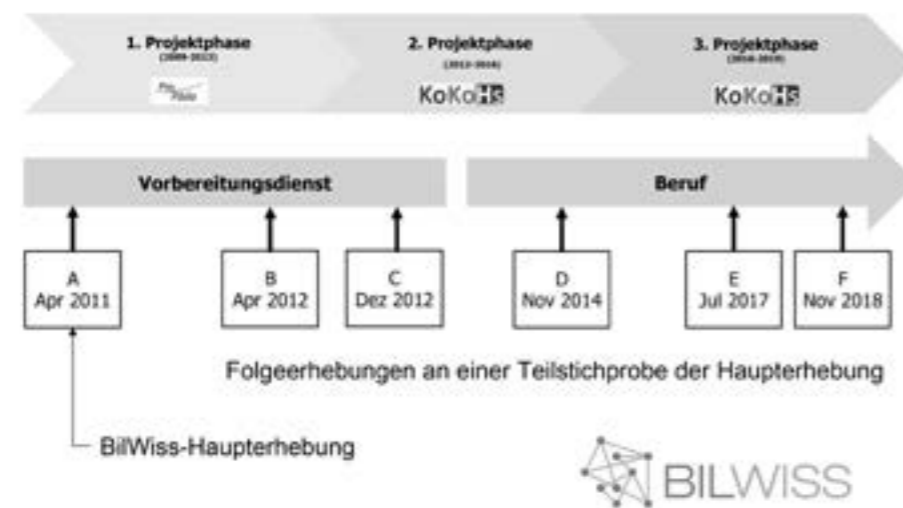 1. Projektphase
2. Projektphase
3. Projektphase
KoKoHs
KoKoHs
Vorbereitungsdienst
Beruf
A
Apr 2011
B
Apr 2012
C
Dez 2012
D
Nov 2014
E
Jul 2017
F
Nov 2018
Folgeerhebungen an einer Teilstichprobe der Haupterhebung
BilWiss-Haupterhebung
BILWISS